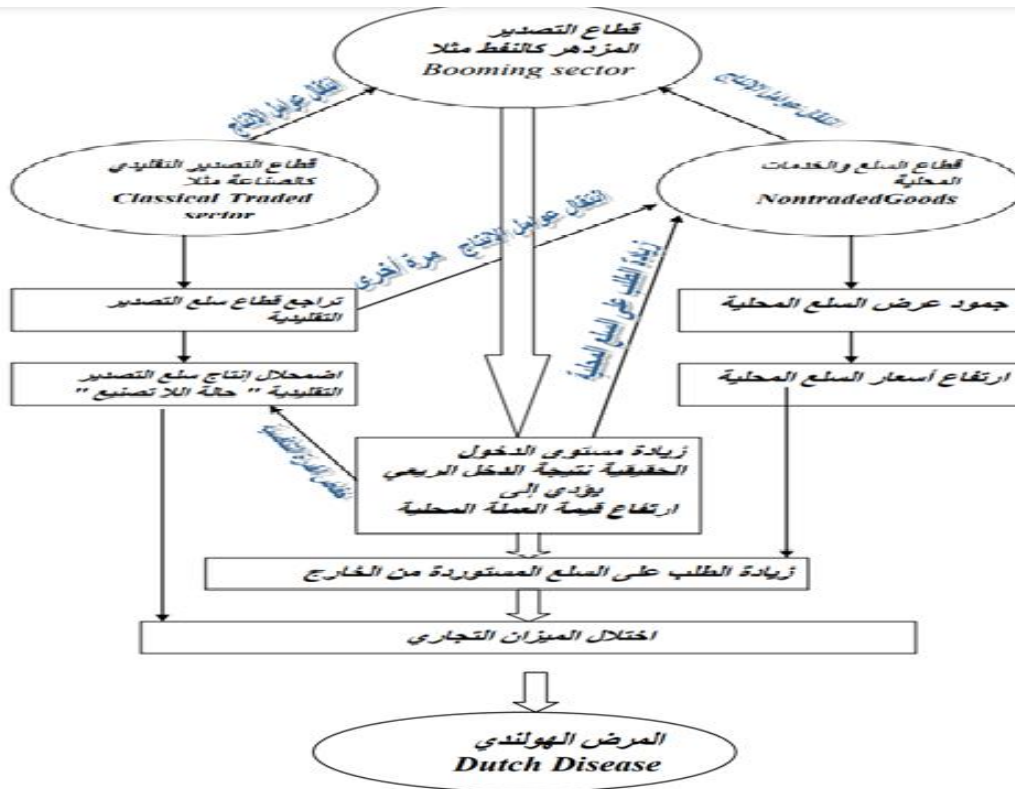 قطاع التصدير
المزدهر كالنفط مثلا
Booming sector
انتقال عوامل الإنتاج
انتقال عوامل الإنتاج
قطاع السلع والخدمات
المحلية
NontradedGoods
قطاع التصدير التقليدي
كالصناعة مثلا
Classical Traded
sector
انتقال عوامل الإنتاج مرة أخرى
زيادة الطلب على السلع المحلية
جمود عرض السلع المحلية
تراجع قطاع سلع التصدير
التقليدية
ارتفاع أسعار السلع المحلية
اضمحلال إنتاج سلع التصدير
التقليدية " حالة اللا تصنيع "
القدرة التنافسية
زيادة مستوى الدخول
الحقيقية نتيجة الدخل الريعي
يؤدي إلى
ارتفاع قيمة العملة المحلية
زيادة الطلب على السلع المستوردة من الخارج
اختلال الميزان التجاري
المرض الهولندي
Dutch Disease